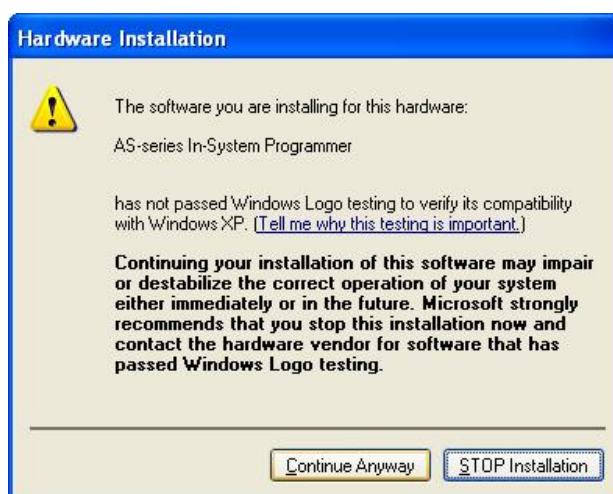 Hardware Installation
The software you are installing for this hardware:
AS-series In-System Programmer
has not passed Windows Logo testing to verify its compatibility
with Windows XP. (Tell me why this testing is important.)
Continuing your installation of this software may impair
or destabilize the correct operation of your system
either immediately or in the future. Microsoft strongly
recommends that you stop this installation now and
contact the hardware vendor for software that has
passed Windows Logo testing.
Continue Anyway
STOP Installation